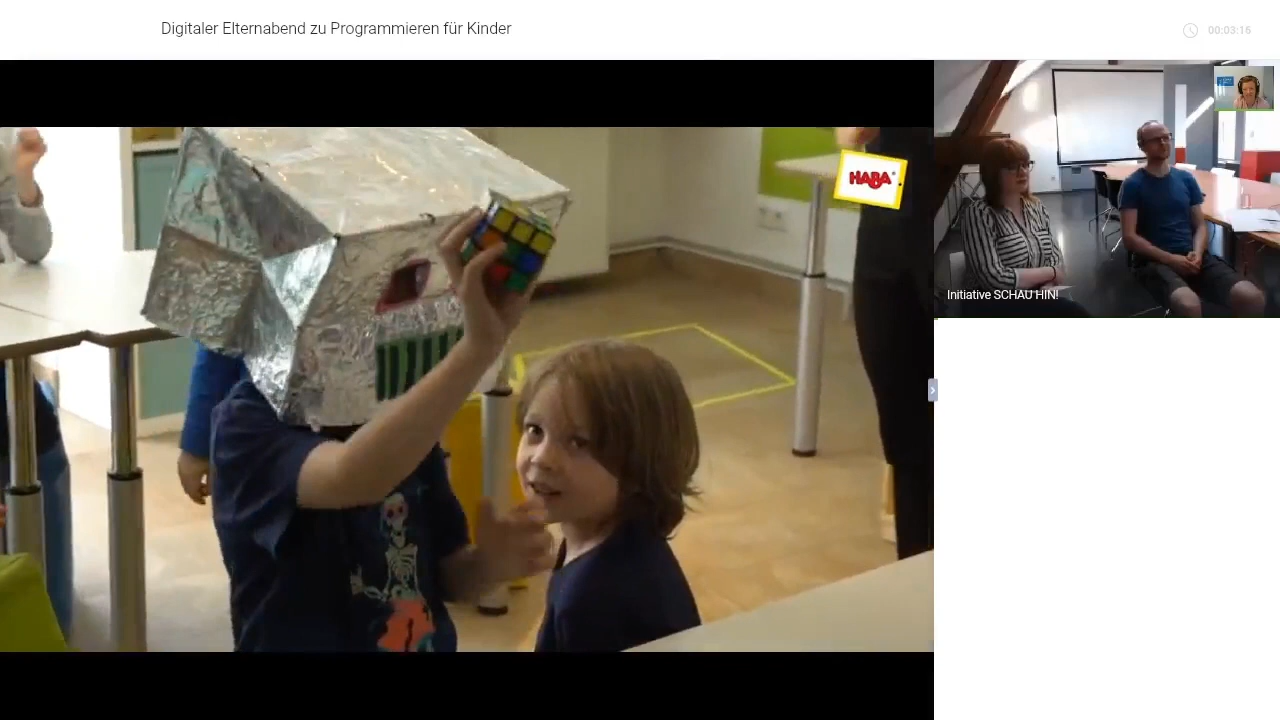 Digitaler Elternabend zu Programmieren für Kinder
00:03:16
HABA®
Initiative SCHAU HIN!